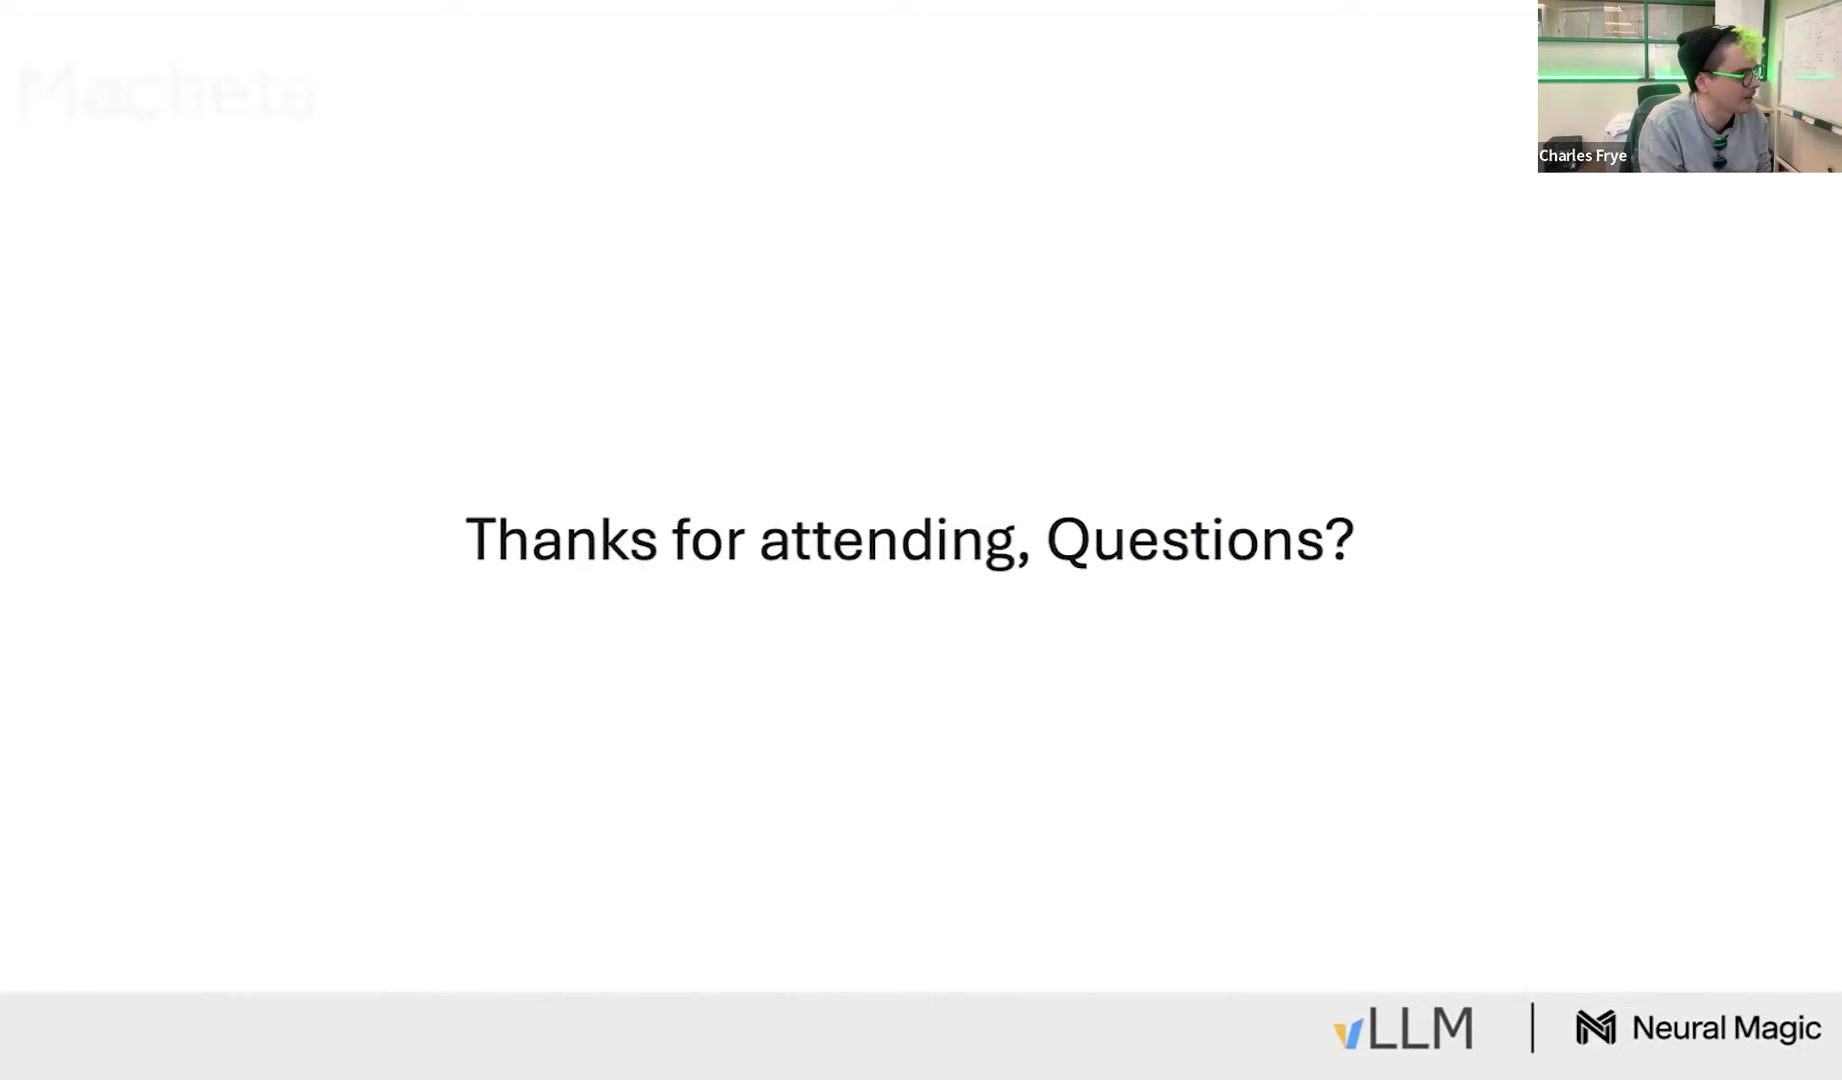 Machete
Charles Frye
Thanks for attending, Questions?
vLLM
Neural Magic